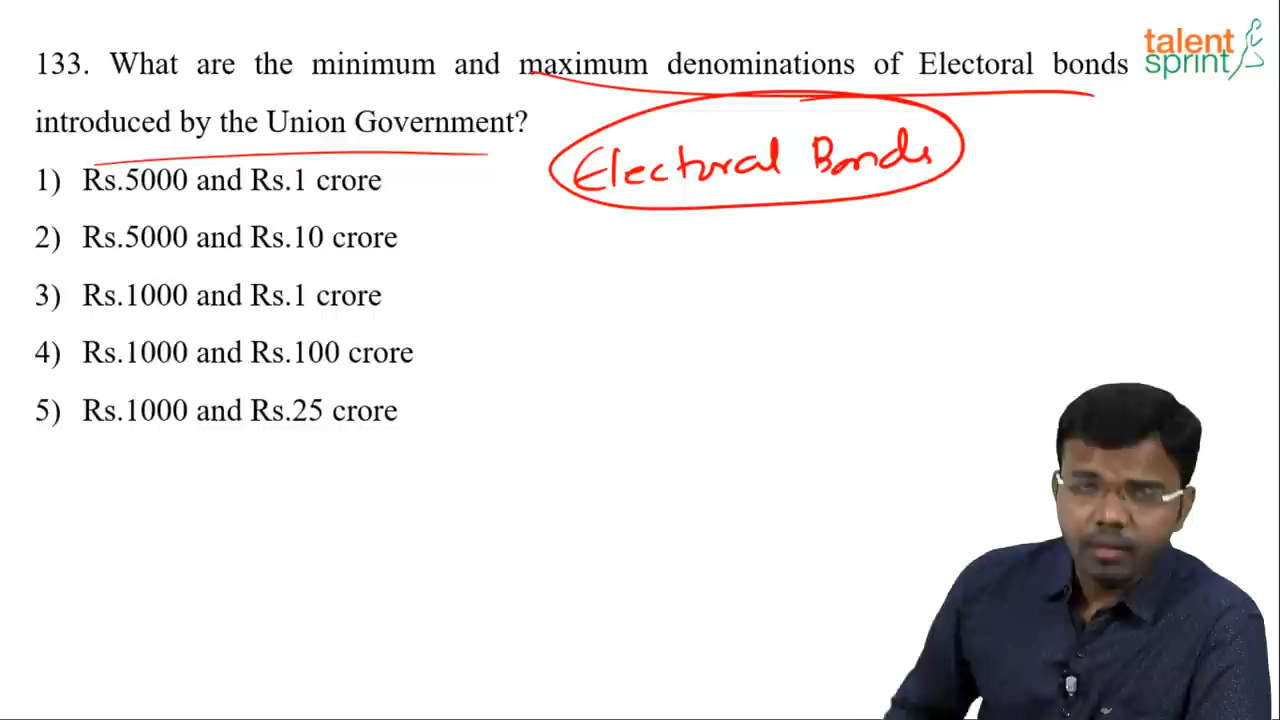 talent
sprint
133. What are the minimum and maximum denominations of Electoral bonds
introduced by the Union Government?
Electoral Bonds
1) Rs.5000 and Rs.1 crore
2) Rs.5000 and Rs.10 crore
3) Rs.1000 and Rs.1 crore
4) Rs.1000 and Rs.100 crore
5) Rs.1000 and Rs.25 crore